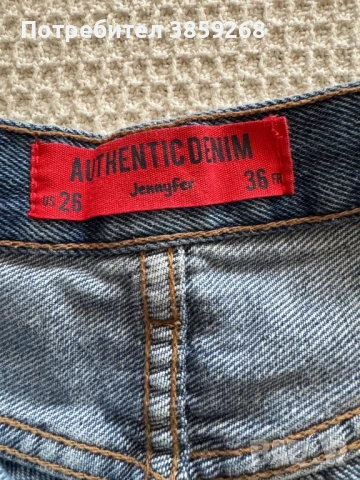 Потребител 3859268
AUTHENTIC DENIM
Jennyfer
US 26
36 FR